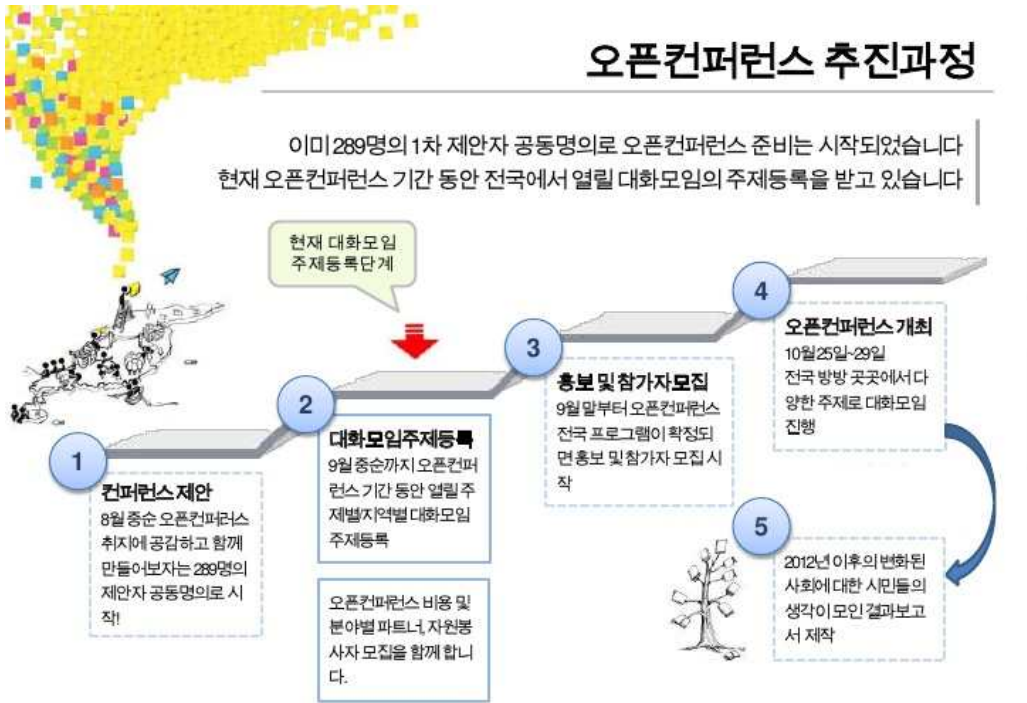 오픈컨퍼런스 추진과정
이미 289명의 1차 제안자 공동명의로 오픈컨퍼런스 준비는 시작되었습니다
현재 오픈컨퍼런스 기간 동안 전국에서 열릴 대화모임의 주제등록을 받고 있습니다
현재 대화모임
주제등록단계
1
컨퍼런스 제안
8월 중순 오픈컨퍼러스
취지에 공감하고 함께
만들어보자는 289명의
제안자 공동명의로 시
작!
2
대화모임주제등록
9월 중순까지 오픈컨퍼
런스 기간 동안 열릴 주
제별/지역별 대화모임
주제등록
오픈컨퍼런스 비용 및
분야별 파트너, 자원봉
사자 모집을 함께 합니
다.
3
홍보 및 참가자모집
9월 말부터 오픈컨퍼런스
전국 프로그램이 확정되
면 홍보 및 참가자 모집 시
작
4
오픈컨퍼런스 개최
10월 25일~29일
전국 방방 곳곳에서 다
양한 주제로 대화모임
진행
5
2012년 이후의 변화된
사회에 대한 시민들의
생각이 모인 결과보고
서 제작